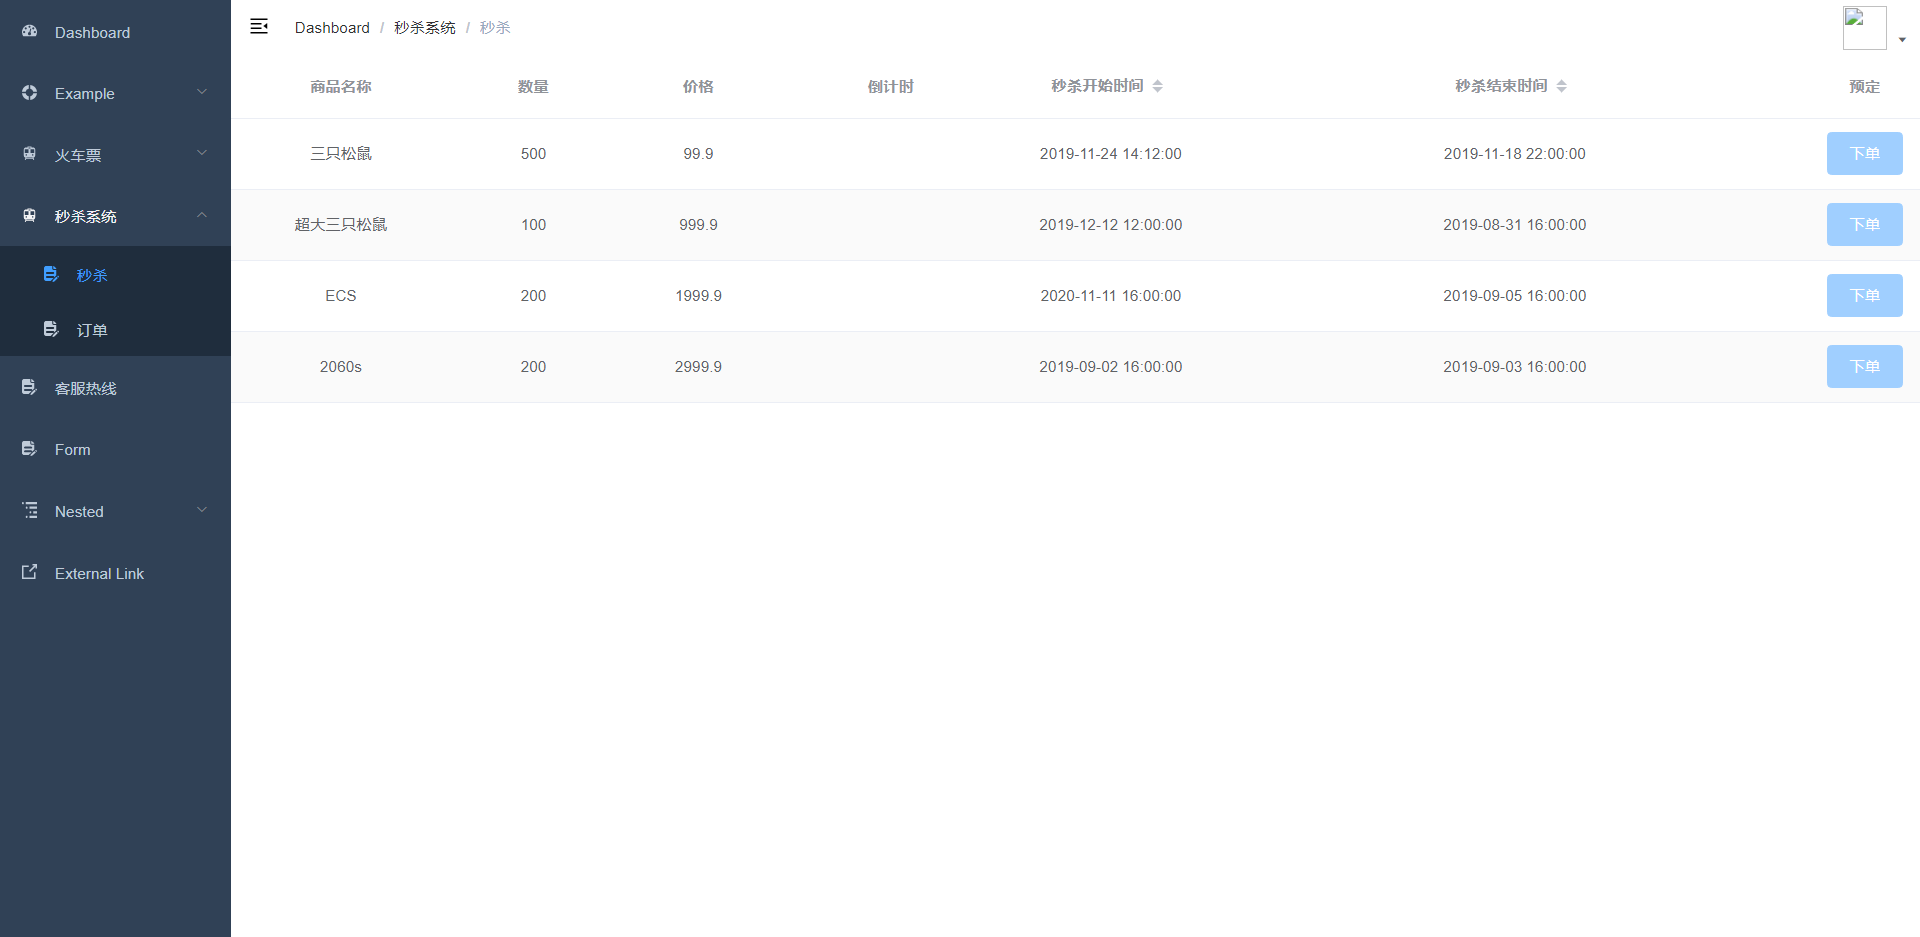 Dashboard
Example
火车票
秒杀系统
秒杀
订单
客服热线
Form
Nested
External Link
Dashboard / 秒杀系统 / 秒杀
商品名称 数量 价格 倒计时 秒杀开始时间 秒杀结束时间 预定
三只松鼠 500 99.9 2019-11-24 14:12:00 2019-11-18 22:00:00 下单
超大三只松鼠 100 999.9 2019-12-12 12:00:00 2019-08-31 16:00:00 下单
ECS 200 1999.9 2020-11-11 16:00:00 2019-09-05 16:00:00 下单
2060s 200 2999.9 2019-09-02 16:00:00 2019-09-03 16:00:00 下单